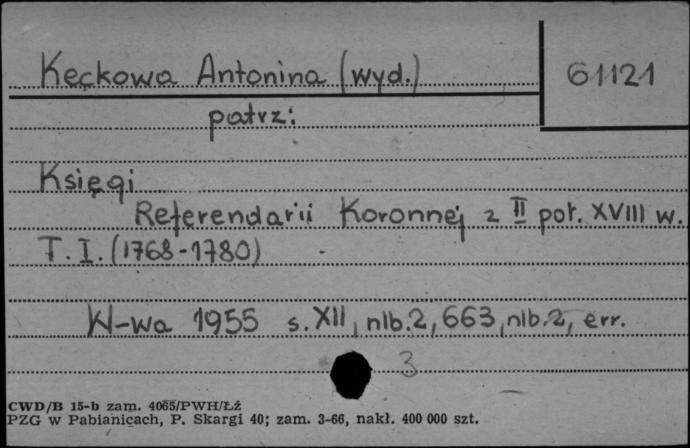 Keckowa Antonina (wyd.)
61121
patrz:
Księgi
Referendarii Koronnej z II poł. XVIII w.
T. I. (1768-1780)
W-wa 1955 s. XII, nlb. 2, 663, nlb. 2, err.
3
CWD/B 15-b zam. 4065/PWH/Łź
PZG w Pabianicach, P. Skargi 40; zam. 3-66, nakł. 400 000 szt.